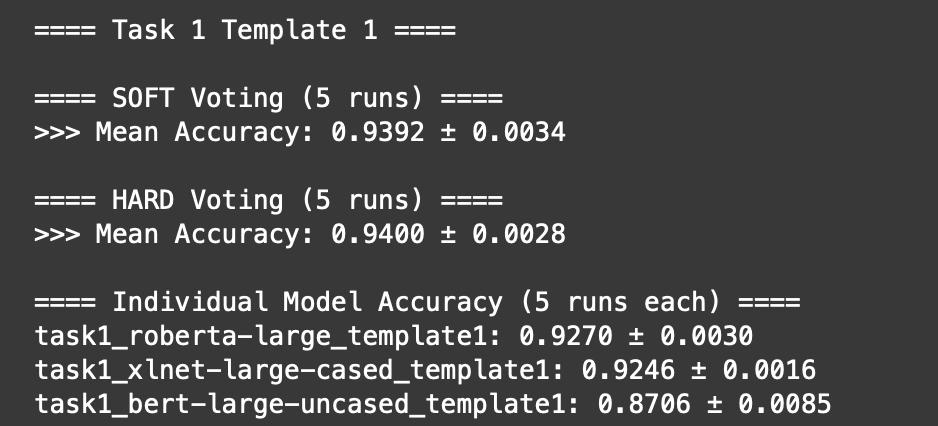 ==== Task 1 Template 1 ====
==== SOFT Voting (5 runs) ====
>>> Mean Accuracy: 0.9392 ± 0.0034
==== HARD Voting (5 runs) ====
>>> Mean Accuracy: 0.9400 ± 0.0028
==== Individual Model Accuracy (5 runs each) ====
task1_roberta-large_template1: 0.9270 ± 0.0030
task1_xlnet-large-cased_template1: 0.9246 ± 0.0016
task1_bert-large-uncased_template1: 0.8706 ± 0.0085